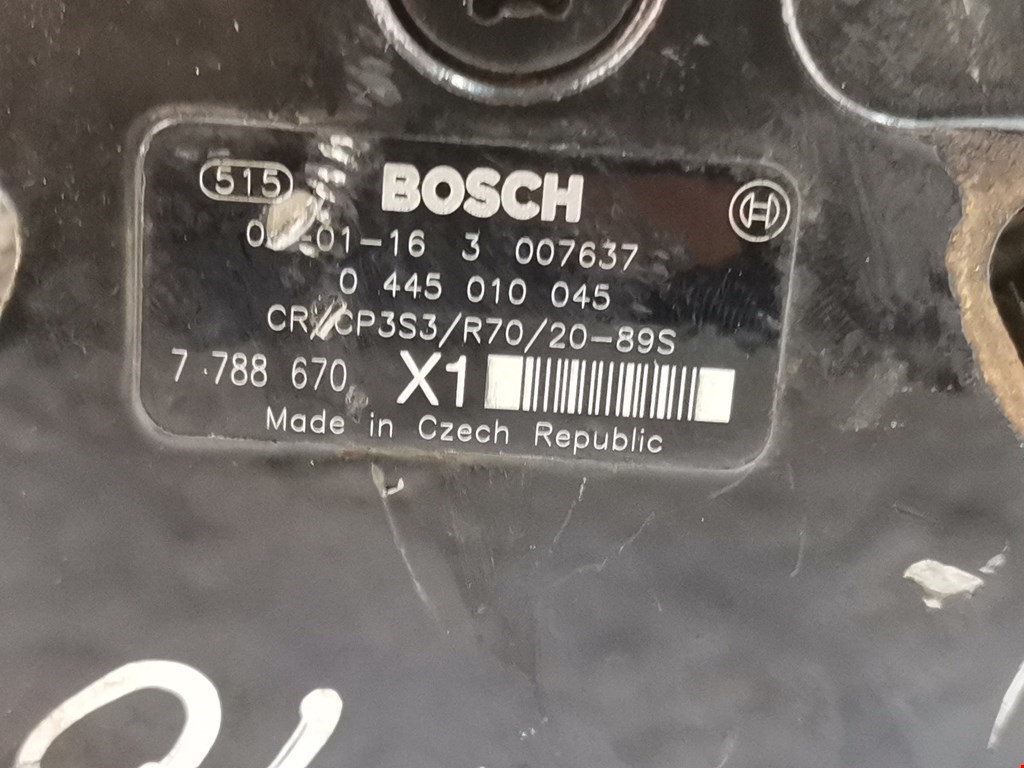 515 BOSCH
-01-16 3 007637
0 445 010 045
CR/CP3S3/R70/20-89S
7 788 670 X1
Made in Czech Republic